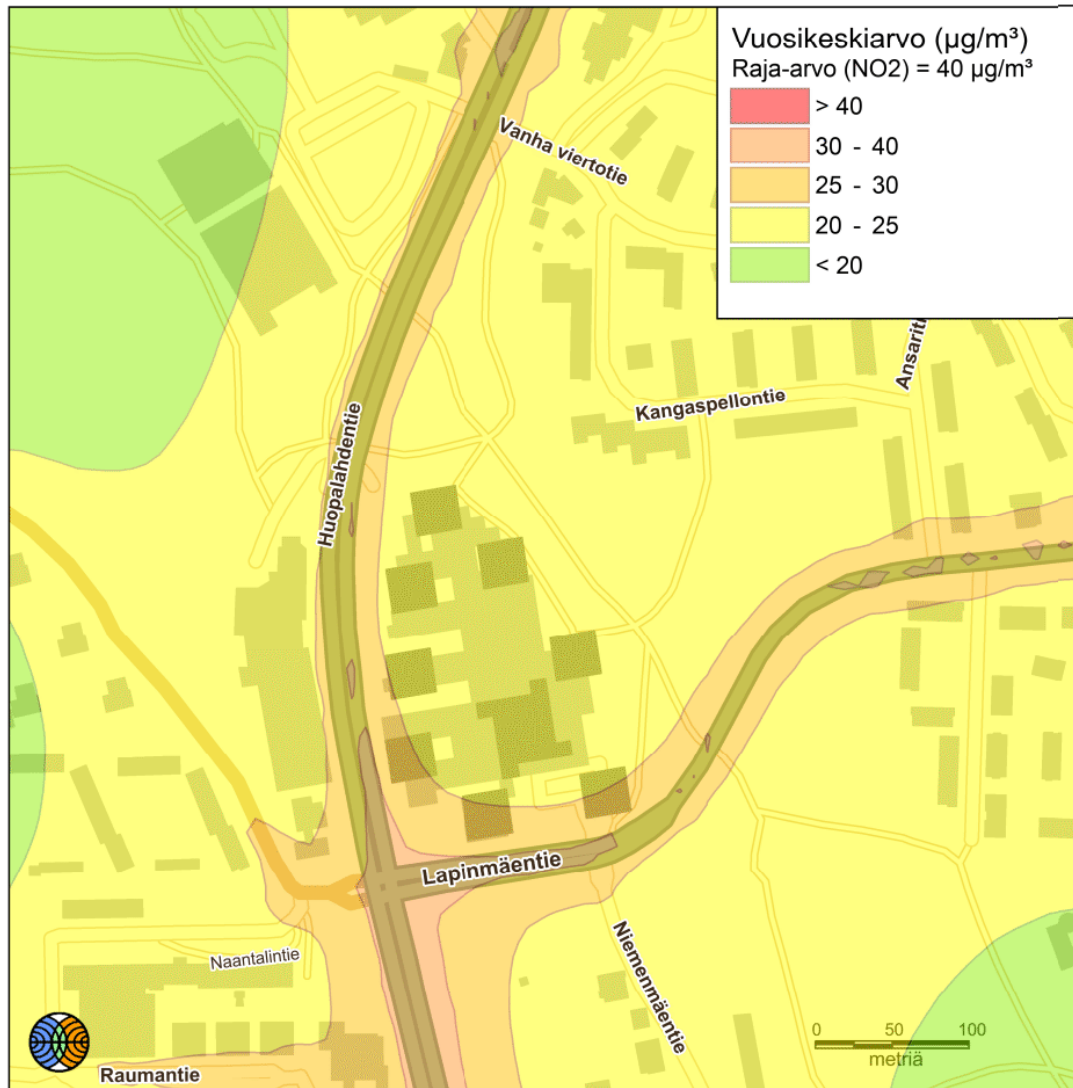 Vuosikeskiarvo (µg/m³)
Raja-arvo (NO2) = 40 µg/m³
> 40
30 - 40
25 - 30
20 - 25
< 20
Vanha viertotie
Kangaspellontie
Huopalahdentie
Lapinmäentie
Naantalintie
Niemenmäentie
Raumantie
0 50 100
metriä